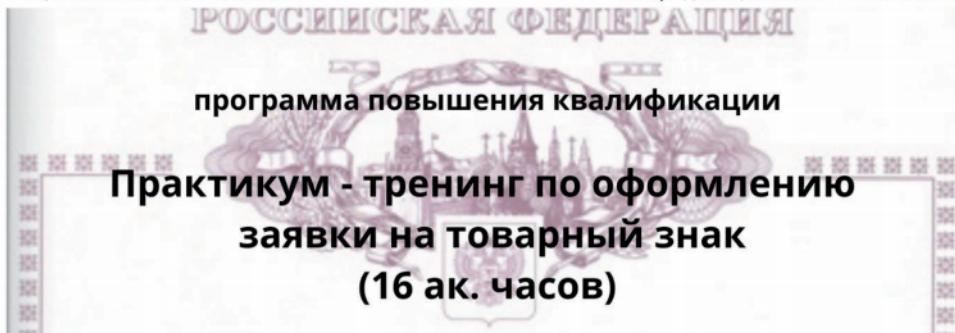 РОССИЙСКАЯ ФЕДЕРАЦИЯ
программа повышения квалификации
Практикум - тренинг по оформлению
заявки на товарный знак
(16 ак. часов)